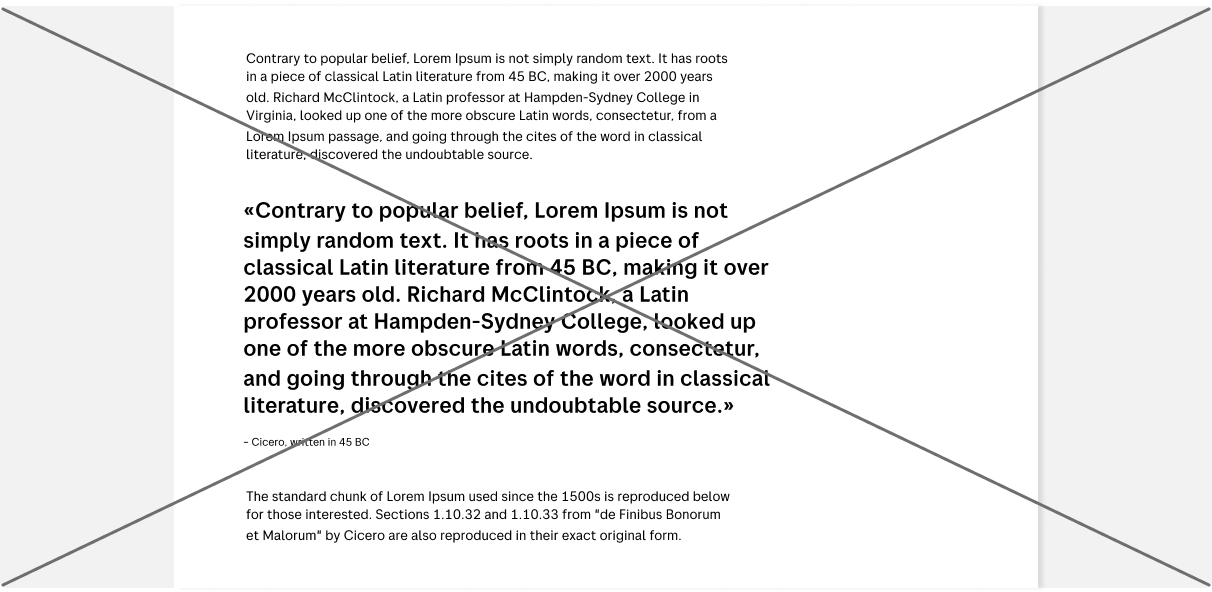 Contrary to popular belief, Lorem Ipsum is not simply random text. It has roots
in a piece of classical Latin literature from 45 BC, making it over 2000 years
old. Richard McClintock, a Latin professor at Hampden-Sydney College in
Virginia, looked up one of the more obscure Latin words, consectetur, from a
Lorem Ipsum passage, and going through the cites of the word in classical
literature, discovered the undoubtable source.
«Contrary to popular belief, Lorem Ipsum is not
simply random text. It has roots in a piece of
classical Latin literature from 45 BC, making it over
2000 years old. Richard McClintock, a Latin
professor at Hampden-Sydney College, looked up
one of the more obscure Latin words, consectetur,
and going through the cites of the word in classical
literature, discovered the undoubtable source.»
– Cicero, written in 45 BC
The standard chunk of Lorem Ipsum used since the 1500s is reproduced below
for those interested. Sections 1.10.32 and 1.10.33 from "de Finibus Bonorum
et Malorum" by Cicero are also reproduced in their exact original form.